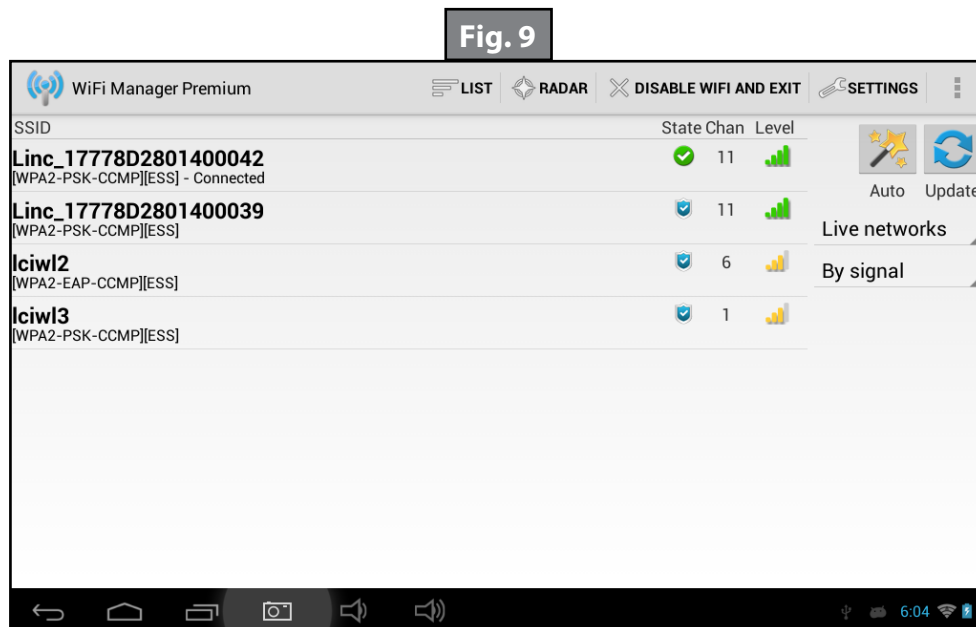 Fig. 9
WiFi Manager Premium
LIST
RADAR
DISABLE WIFI AND EXIT
SETTINGS
SSID State Chan Level
Linc_17778D2801400042
[WPA2-PSK-CCMP][ESS] - Connected
11
Linc_17778D2801400039
[WPA2-PSK-CCMP][ESS]
11
lciwl2
[WPA2-EAP-CCMP][ESS]
6
lciwl3
[WPA2-PSK-CCMP][ESS]
1
Auto Update
Live networks
By signal
6:04